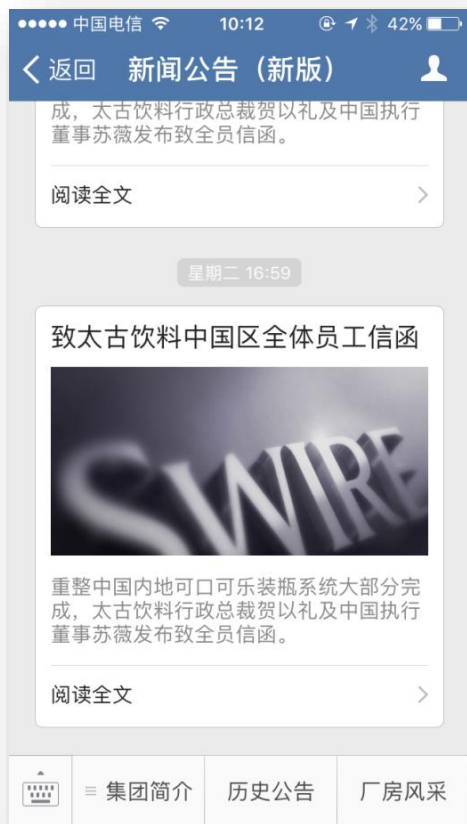 中国电信 10:12 42%
返回 新闻公告（新版）
成，太古饮料行政总裁贺以礼及中国执行
董事苏薇发布致全员信函。
阅读全文
星期二 16:59
致太古饮料中国区全体员工信函
SWIRE
重整中国内地可口可乐装瓶系统大部分完
成，太古饮料行政总裁贺以礼及中国执行
董事苏薇发布致全员信函。
阅读全文
集团简介 历史公告 厂房风采